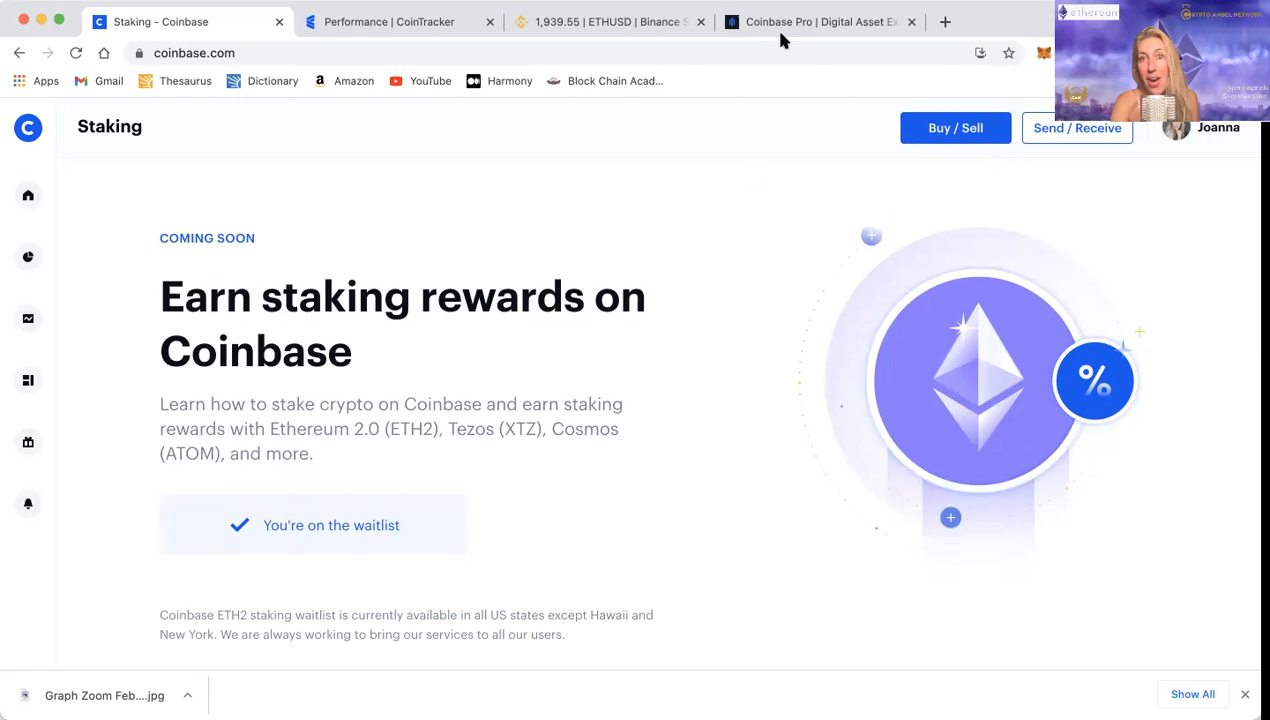 Staking - Coinbase
Performance | CoinTracker
1,939.55 | ETHUSD | Binance S
Coinbase Pro | Digital Asset Ex
coinbase.com
Apps
Gmail
Thesaurus
Dictionary
Amazon
YouTube
Harmony
Block Chain Acad...
ethereum
CRYPTO ANGEL NETWORK
Staking
Buy / Sell
Send / Receive
Joanna
COMING SOON
Earn staking rewards on
Coinbase
Learn how to stake crypto on Coinbase and earn staking
rewards with Ethereum 2.0 (ETH2), Tezos (XTZ), Cosmos
(ATOM), and more.
%
You're on the waitlist
Coinbase ETH2 staking waitlist is currently available in all US states except Hawaii and
New York. We are always working to bring our services to all our users.
Graph Zoom Feb....jpg
Show All